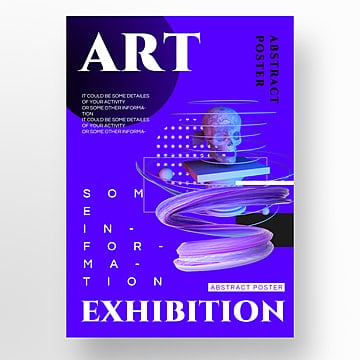 ART
ABSTRACT
POSTER
IT COULD BE SOME DETAILES
OF YOUR ACTIVITY
OR SOME OTHER INFORMA-
TION
IT COULD BE SOME DETAILES
OF YOUR ACTIVITY
OR SOME OTHER INFORMA-
S O M
E
I N -
F O R -
M A -
T I O N
ABSTRACT POSTER
EXHIBITION